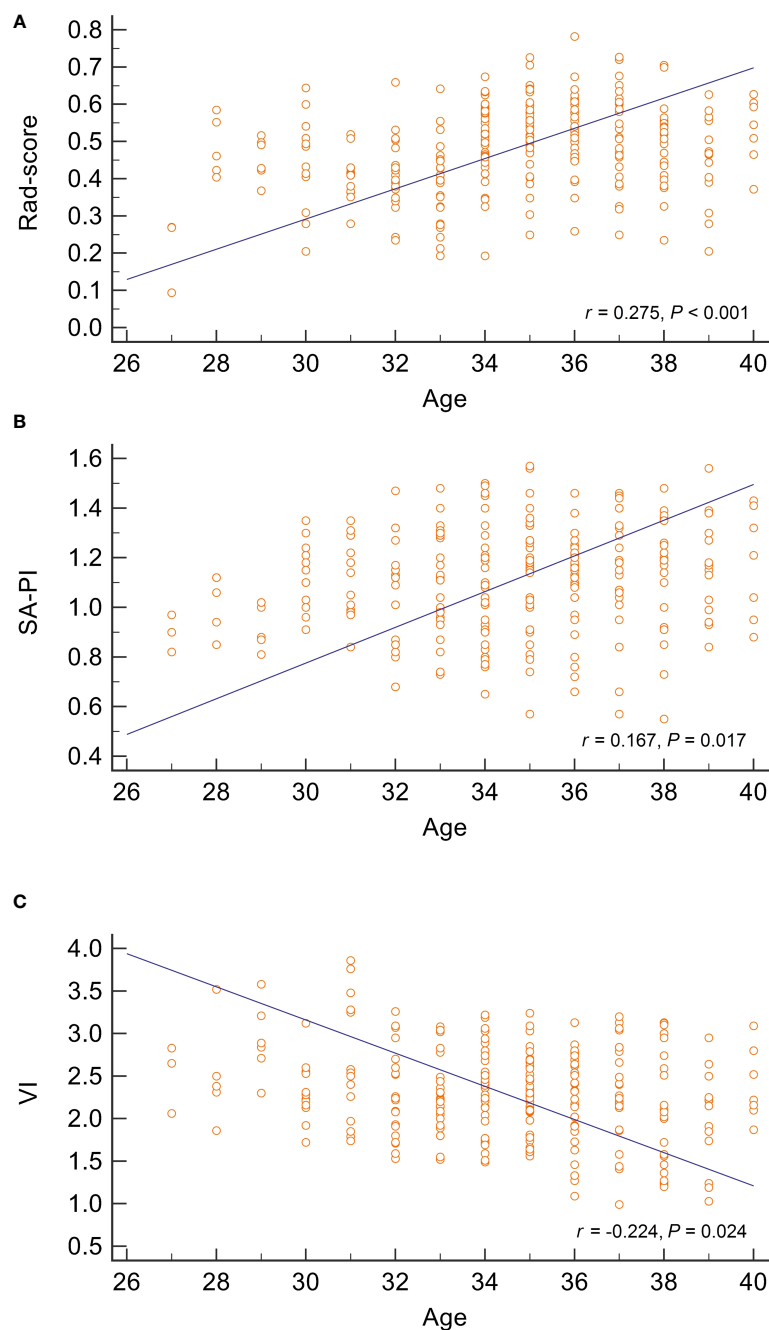 A
0.8
0.7
0.6
0.5
0.4
0.3
0.2
0.1
0.0
Rad-score
r = 0.275, P < 0.001
26 28 30 32 34 36 38 40
Age
B
1.6
1.4
1.2
1.0
0.8
0.6
0.4
SA-PI
r = 0.167, P = 0.017
26 28 30 32 34 36 38 40
Age
C
4.0
3.5
3.0
2.5
2.0
1.5
1.0
0.5
VI
r = -0.224, P = 0.024
26 28 30 32 34 36 38 40
Age